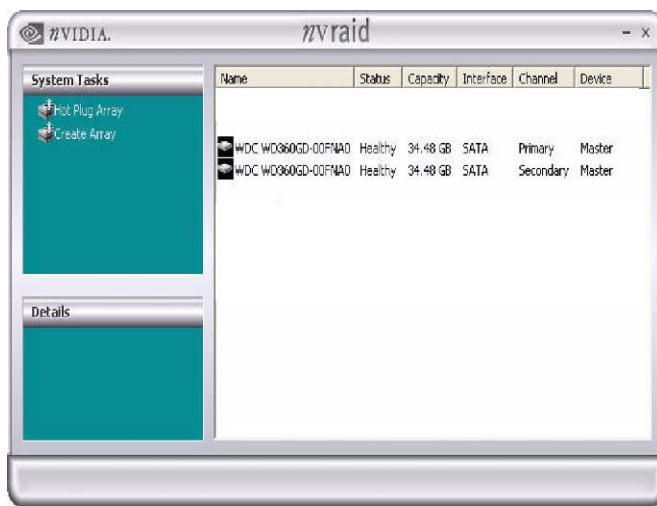 NVIDIA. nvraid - x
System Tasks
Hot Plug Array
Create Array
Details
Name Status Capacity Interface Channel Device
WDC WD360GD-00FNA0 Healthy 34.48 GB SATA Primary Master
WDC WD360GD-00FNA0 Healthy 34.48 GB SATA Secondary Master